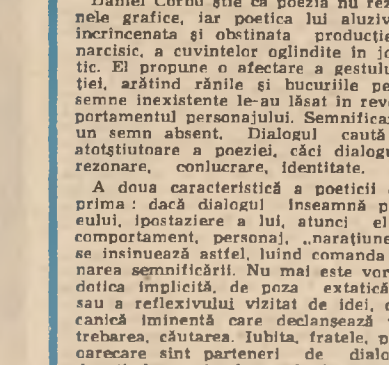 Daniel Corbu știe că poezia nu rez
nele grafice, iar poetica lui aluziv
incrincenata și obstinata producție
narcisic, a cuvintelor oglindite în jo
tic. El propune o afectare a gestulu
ției, arătînd rănile și bucuriile pe
semne inexistente le-au lăsat în rev
portamentul personajului. Semnifica
un semn absent. Dialogul caută
atotștiutoare a poeziei, căci dialogu
rezonare, conlucrare, identitate.
A doua caracteristică a poeticii
prima : dacă dialogul înseamnă p
eului, ipostaziere a lui, atunci el
comportament, personaj, „narațiune
se insinuează astfel, luînd comanda
narea semnificării. Nu mai este vor
dotica implicită, de poza extatică
sau a reflexivului vizitat de idei,
canică iminentă care declanșează
trebarea, căutarea. Iubita, fratele, p
oarecare sînt parteneri de dialo